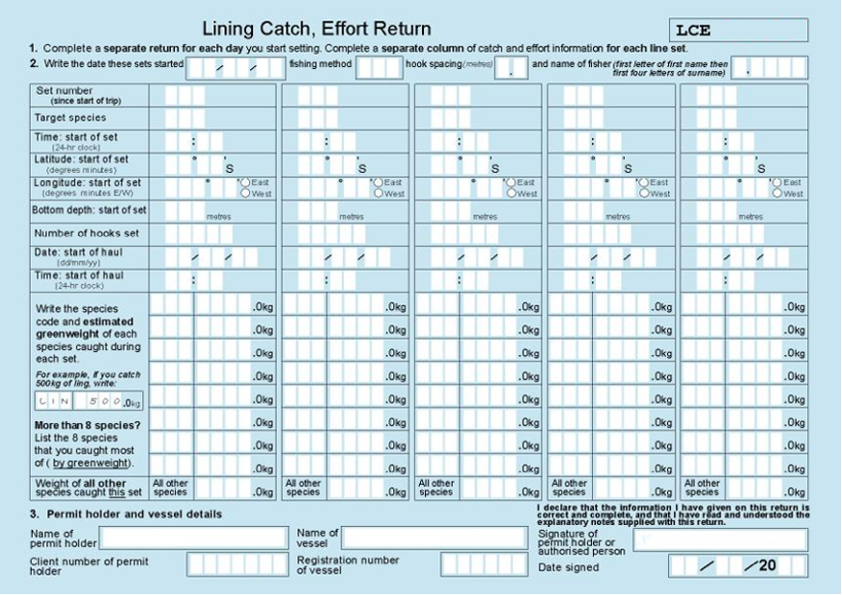 Lining Catch, Effort Return
LCE
1. Complete a separate return for each day you start setting. Complete a separate column of catch and effort information for each line set.
2. Write the date these sets started / / fishing method hook spacing (metres) . and name of fisher (first letter of first name then
first four letters of surname) .
Set number
(since start of trip)
Target species
Time: start of set : : : : :
(24-hr clock)
Latitude: start of set ° ' S ° ' S ° ' S ° ' S ° ' S
(degrees minutes)
Longitude: start of set ° ' East ° ' East ° ' East ° ' East ° ' East
(degrees minutes E/W) West West West West West
Bottom depth: start of set metres metres metres metres metres
Number of hooks set
Date: start of haul / / / / / / / / / /
(dd/mm/yy)
Time: start of haul : : : : :
(24-hr clock)
Write the species
code and estimated
greenweight of each
species caught during
each set.
For example, if you catch
500kg of ling, write:
LIN 500 .0kg
More than 8 species?
List the 8 species
that you caught most
of ( by greenweight).
.0kg .0kg .0kg .0kg .0kg
.0kg .0kg .0kg .0kg .0kg
.0kg .0kg .0kg .0kg .0kg
.0kg .0kg .0kg .0kg .0kg
.0kg .0kg .0kg .0kg .0kg
.0kg .0kg .0kg .0kg .0kg
.0kg .0kg .0kg .0kg .0kg
.0kg .0kg .0kg .0kg .0kg
Weight of all other All other All other All other All other All other
species caught this set species .0kg species .0kg species .0kg species .0kg species .0kg
3. Permit holder and vessel details
I declare that the information I have given on this return is
correct and complete, and that I have read and understood the
explanatory notes supplied with this return.
Name of
permit holder
Name of
vessel
Signature of
permit holder or
authorised person
Client number of permit
holder
Registration number
of vessel
Date signed / /20